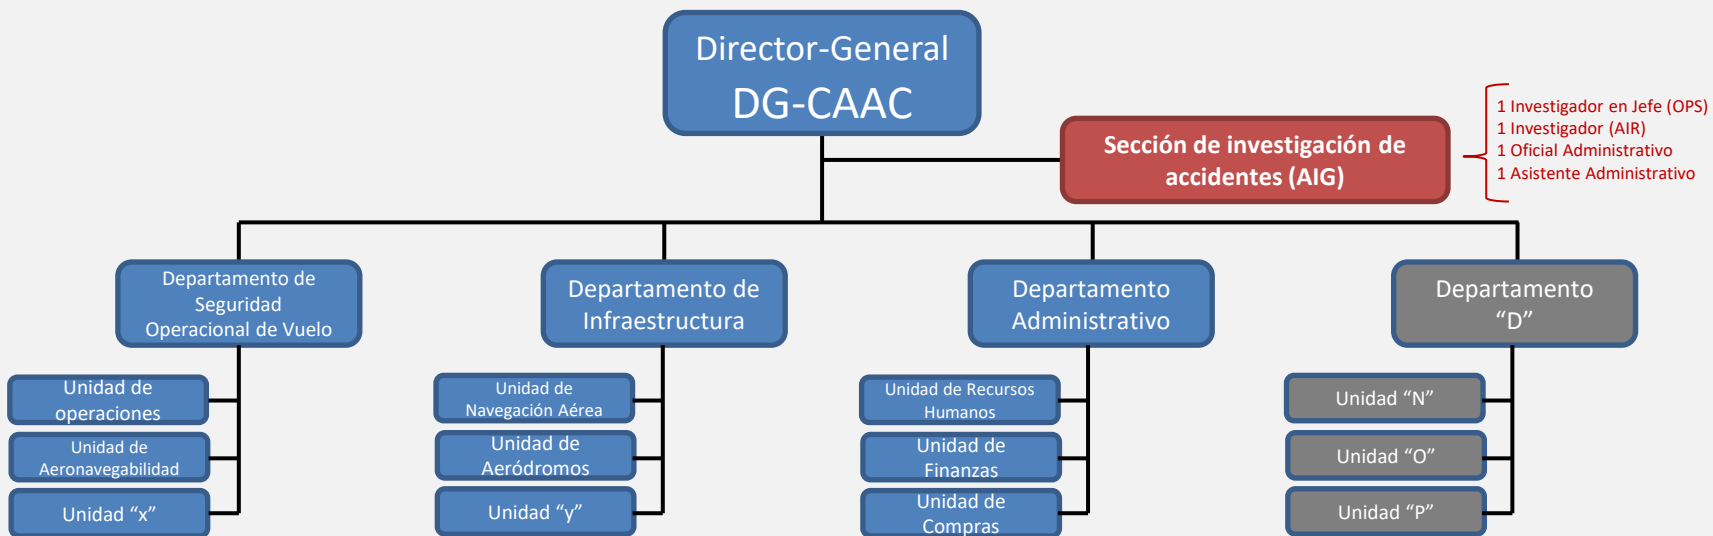 Director-General
DG-CAAC
Sección de investigación de
accidentes (AIG)
1 Investigador en Jefe (OPS)
1 Investigador (AIR)
1 Oficial Administrativo
1 Asistente Administrativo
Departamento de
Seguridad
Operacional de Vuelo
Unidad de
operaciones
Unidad de
Aeronavegabilidad
Unidad “x”
Departamento de
Infraestructura
Unidad de
Navegación Aérea
Unidad de
Aeródromos
Unidad “y”
Departamento
Administrativo
Unidad de Recursos
Humanos
Unidad de
Finanzas
Unidad de
Compras
Departamento
“D”
Unidad “N”
Unidad “O”
Unidad “P”